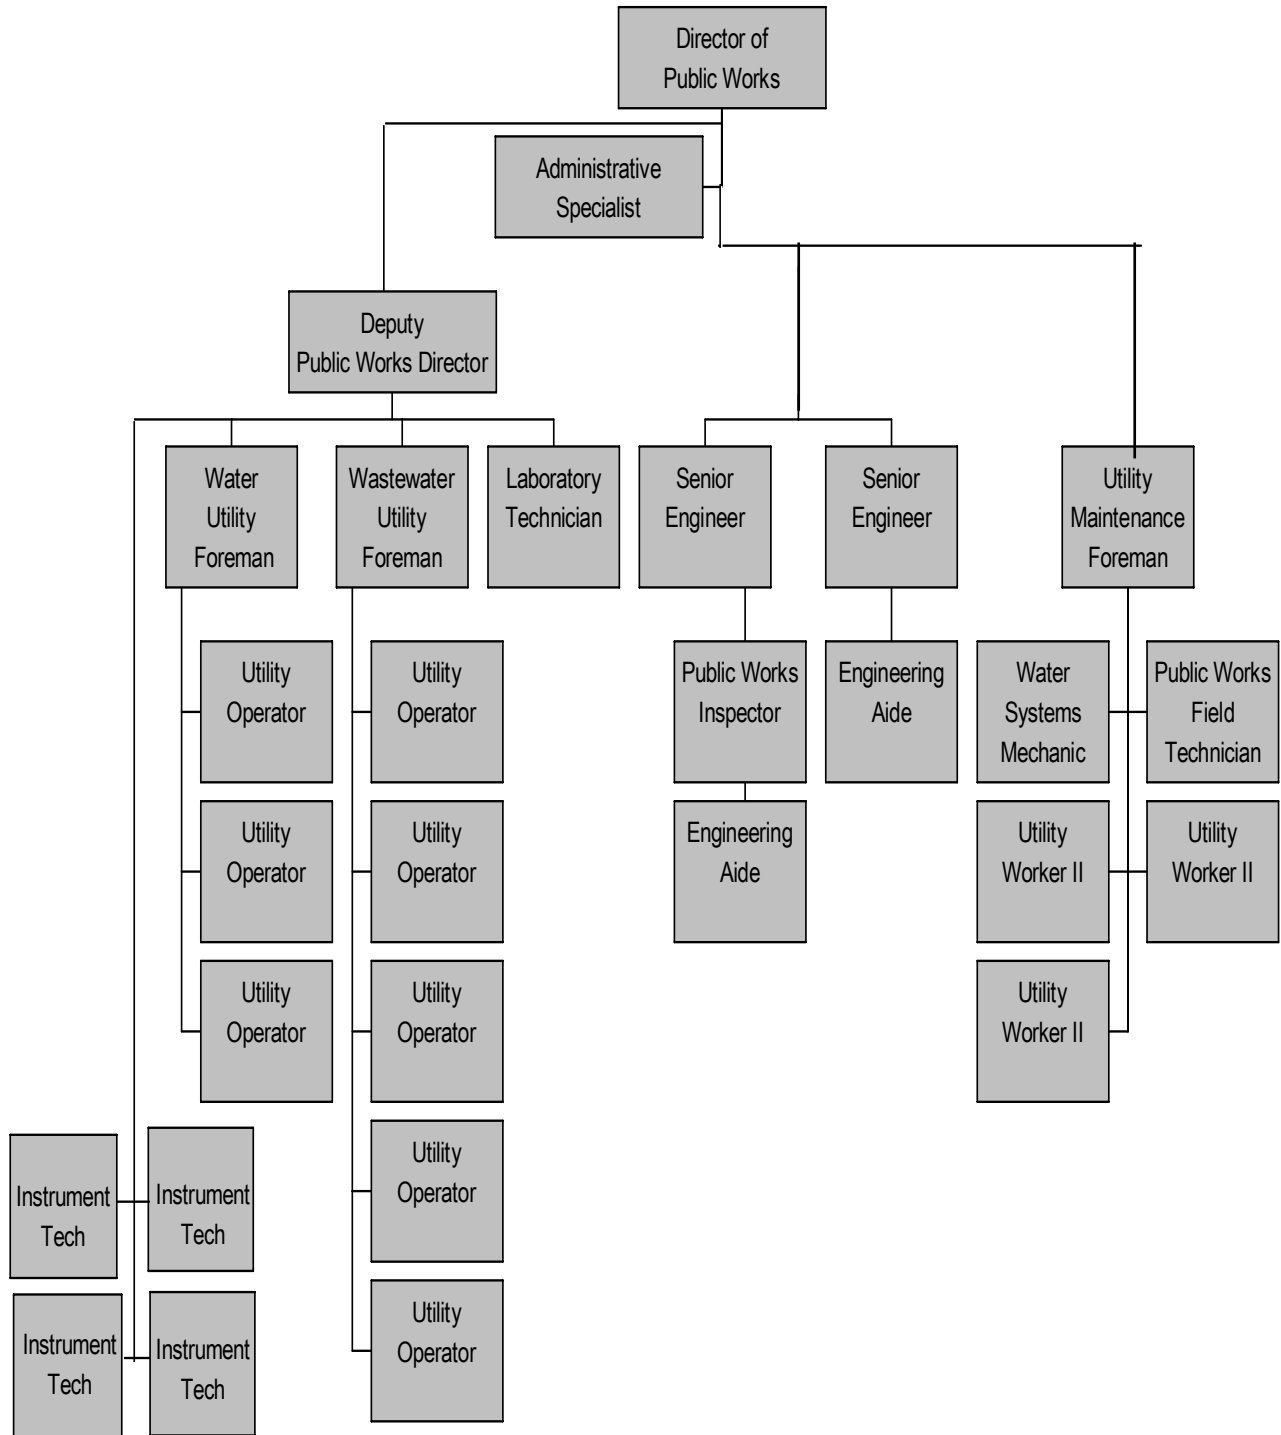 Director of
Public Works
Administrative
Specialist
Deputy
Public Works Director
Water
Utility
Foreman
Wastewater
Utility
Foreman
Laboratory
Technician
Senior
Engineer
Senior
Engineer
Utility
Maintenance
Foreman
Utility
Operator
Utility
Operator
Public Works
Inspector
Engineering
Aide
Water
Systems
Mechanic
Public Works
Field
Technician
Utility
Operator
Utility
Operator
Engineering
Aide
Utility
Worker II
Utility
Worker II
Utility
Operator
Utility
Operator
Utility
Worker II
Instrument
Tech
Instrument
Tech
Utility
Operator
Instrument
Tech
Instrument
Tech
Utility
Operator